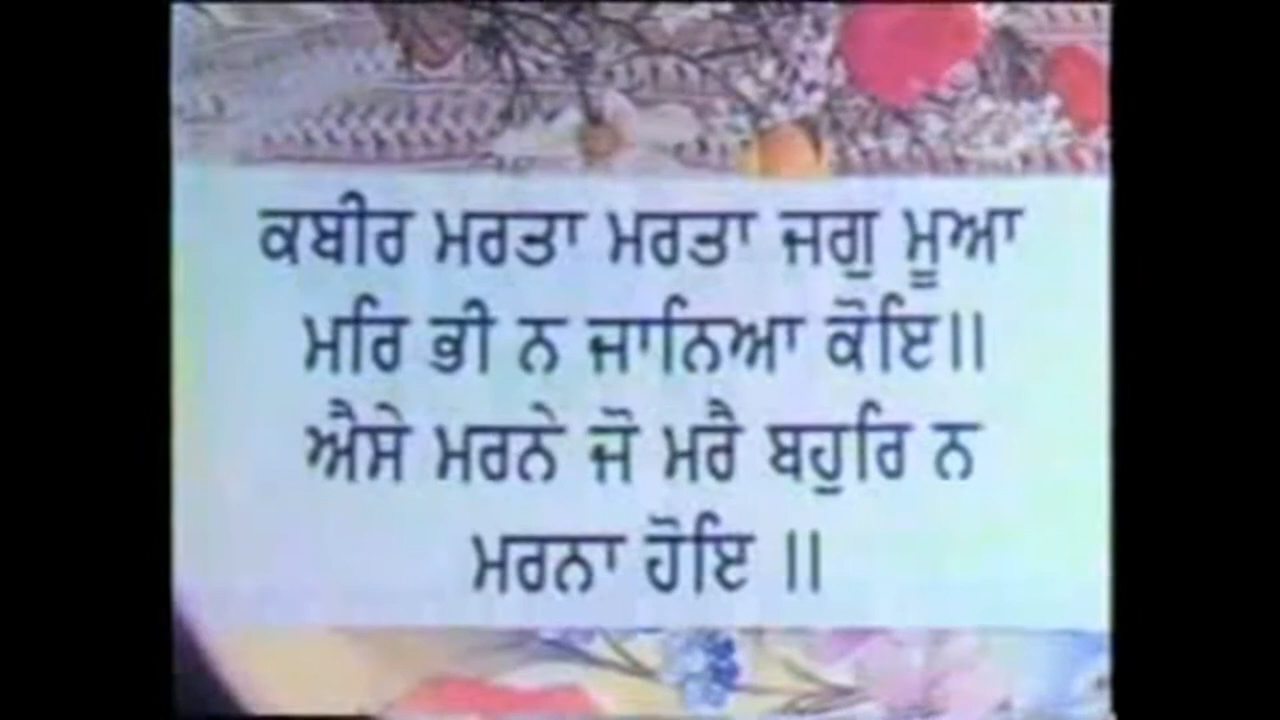 ਕਬੀਰ ਮਰਤਾ ਮਰਤਾ ਜਗੁ ਮੂਆ
ਮਰਿ ਭੀ ਨ ਜਾਨਿਆ ਕੋਇ॥
ਐਸੇ ਮਰਨੇ ਜੋ ਮਰੈ ਬਹੁਰਿ ਨ
ਮਰਨਾ ਹੋਇ ॥